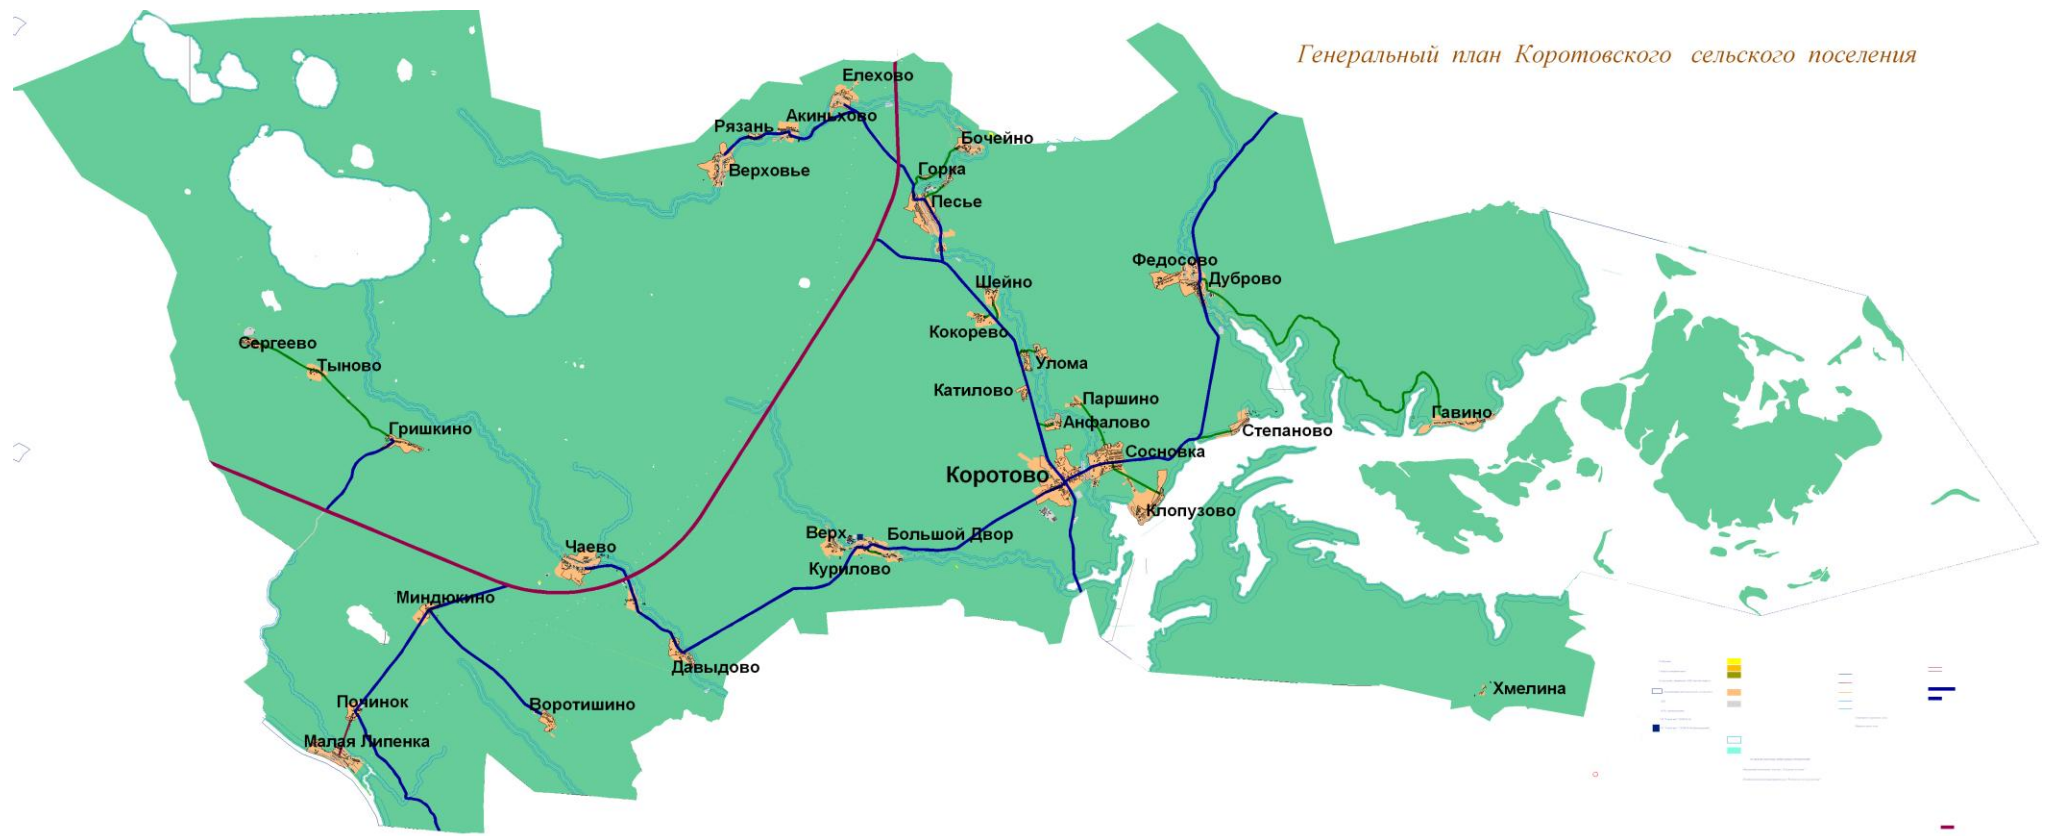 Генеральный план Коротовского сельского поселения
Елехово
Акиньхово
Рязань
Бочейно
Верховье
Горка
Песье
Федосово
Дуброво
Шейно
Кокорево
Сергеево
Тыново
Улома
Катилово
Паршино
Гавино
Анфалово
Гришкино
Степаново
Сосновка
Коротово
Клопузово
Верх
Большой Двор
Чаево
Курилово
Миндюкино
Давыдово
Хмелина
Починок
Воротишино
Малая Липенка